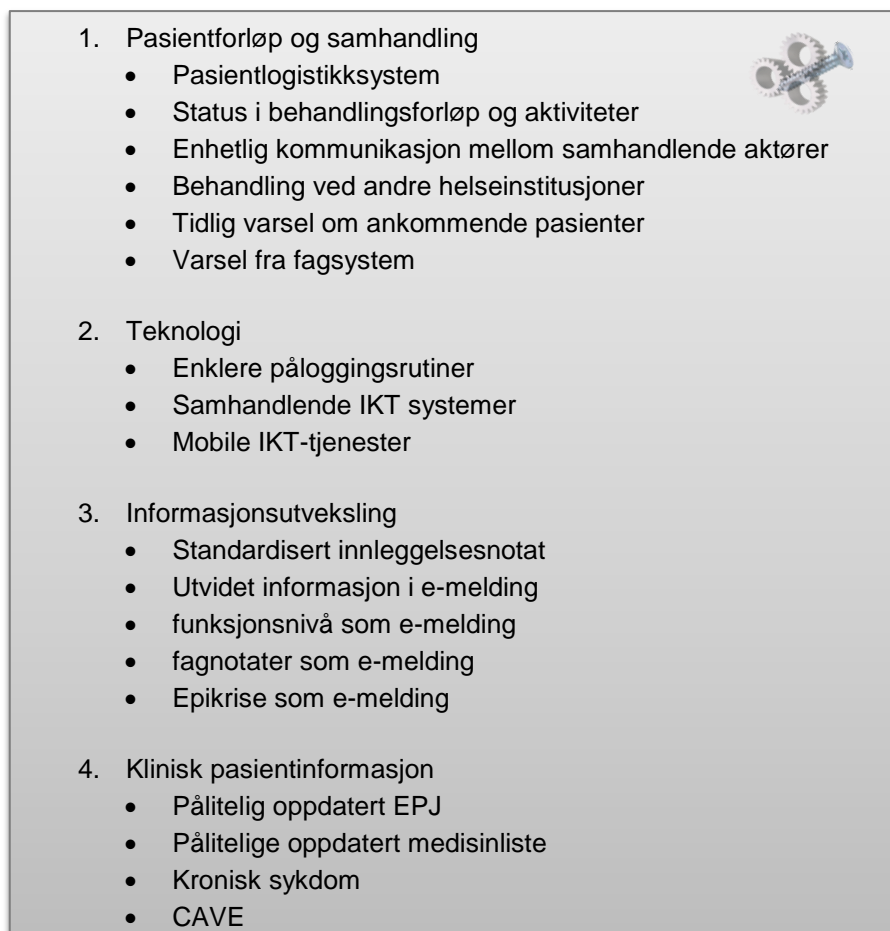 1. Pasientforløp og samhandling
• Pasientlogistikksystem
• Status i behandlingsforløp og aktiviteter
• Enhetlig kommunikasjon mellom samhandlende aktører
• Behandling ved andre helseinstitusjoner
• Tidlig varsel om ankommende pasienter
• Varsel fra fagsystem
2. Teknologi
• Enklere påloggingsrutiner
• Samhandlende IKT systemer
• Mobile IKT-tjenester
3. Informasjonsutveksling
• Standardisert innleggelsesnotat
• Utvidet informasjon i e-melding
• funksjonsnivå som e-melding
• fagnotater som e-melding
• Epikrise som e-melding
4. Klinisk pasientinformasjon
• Pålitelig oppdatert EPJ
• Pålitelige oppdatert medisinliste
• Kronisk sykdom
• CAVE